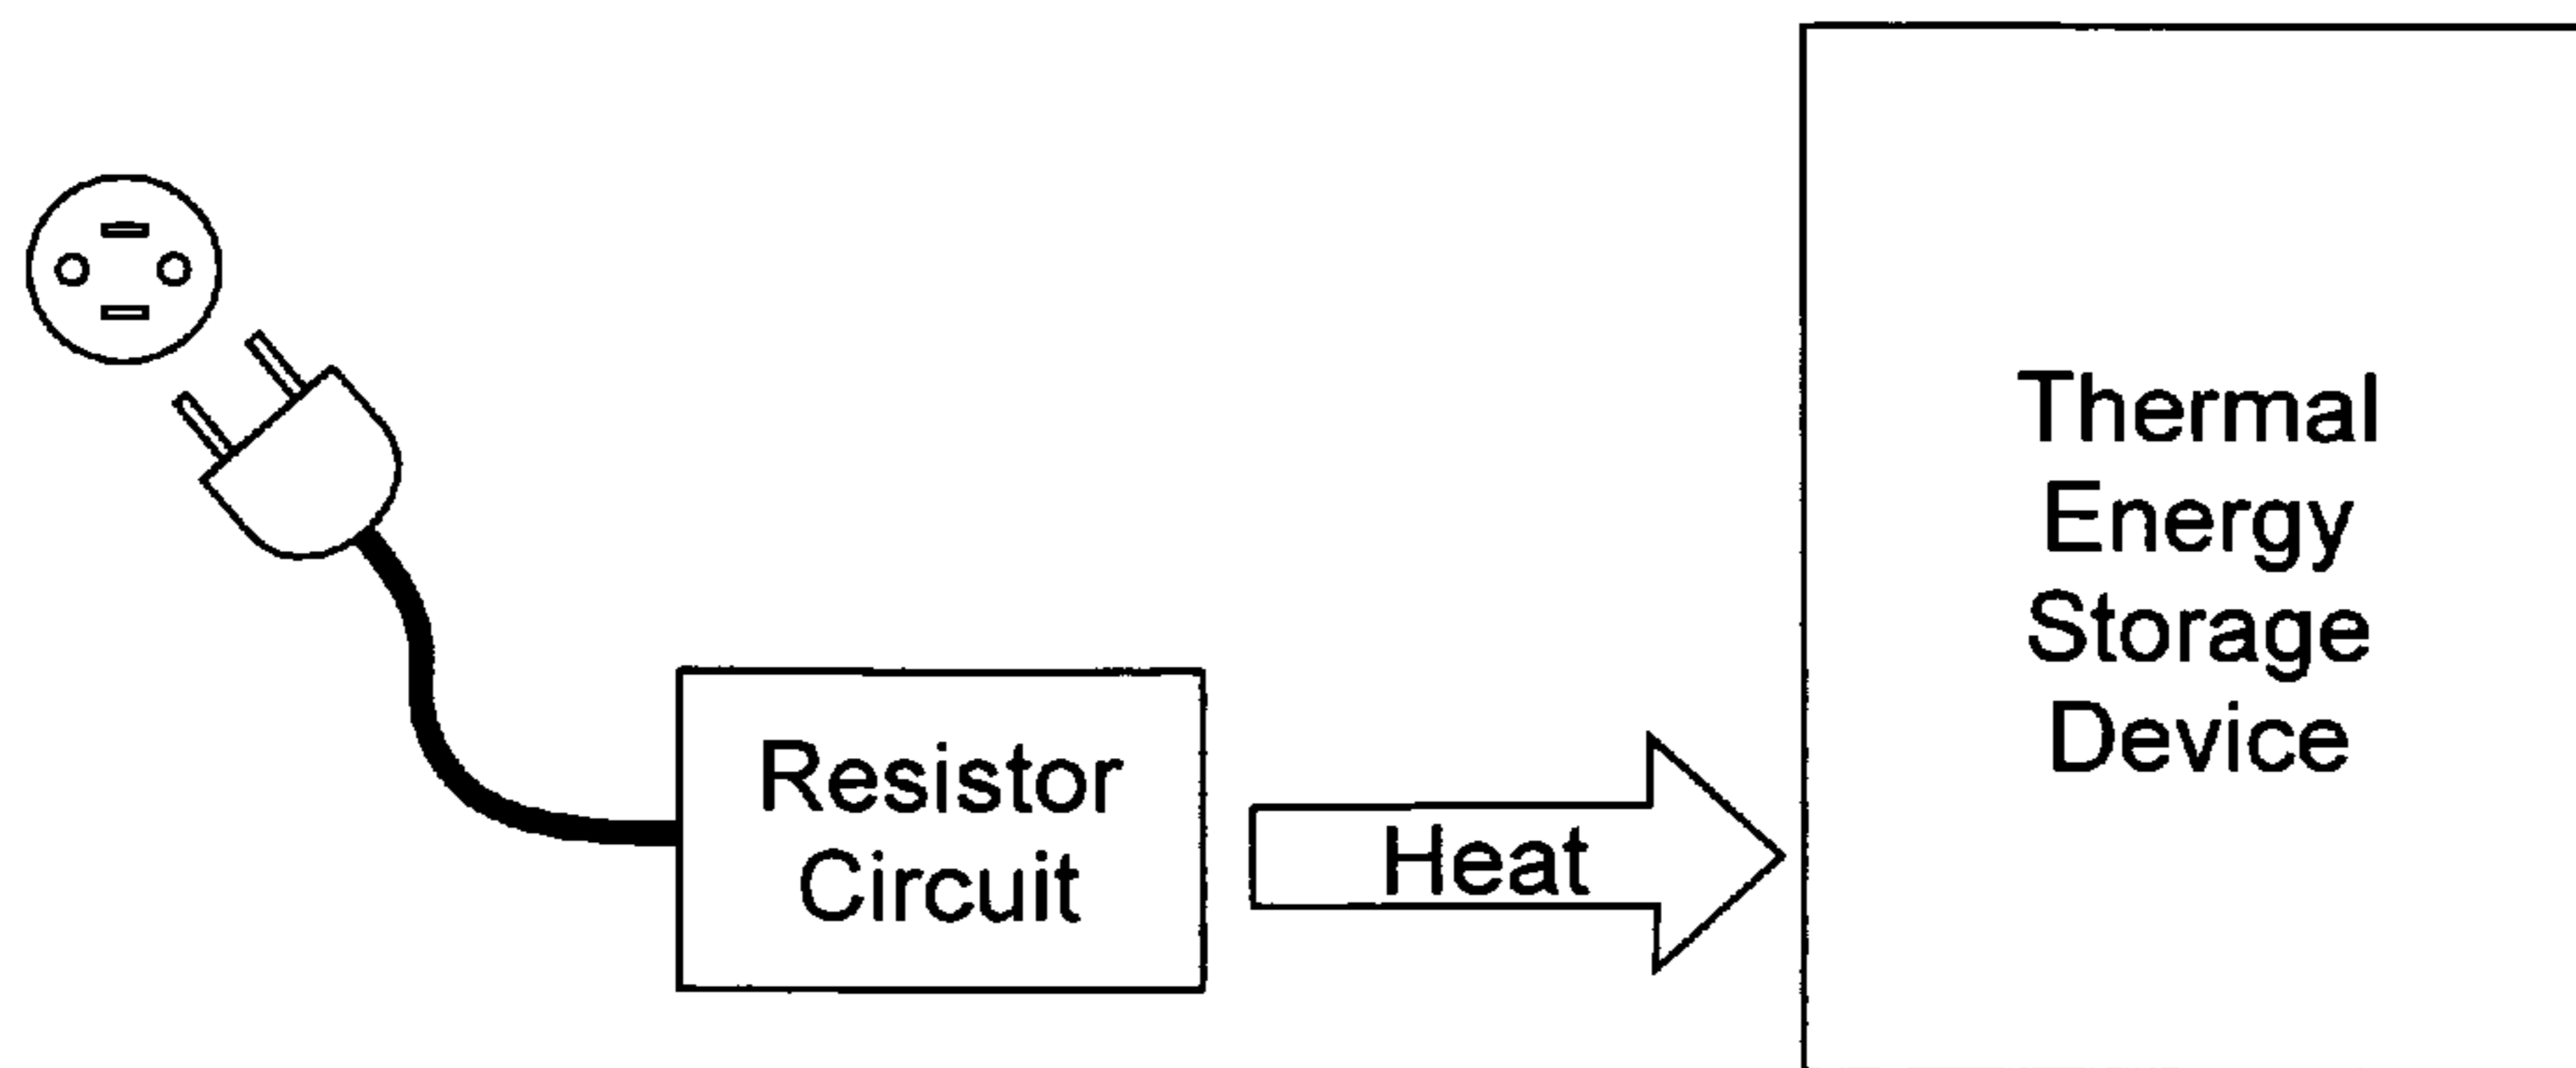 Thermal
Energy
Storage
Device
Resistor
Circuit
Heat